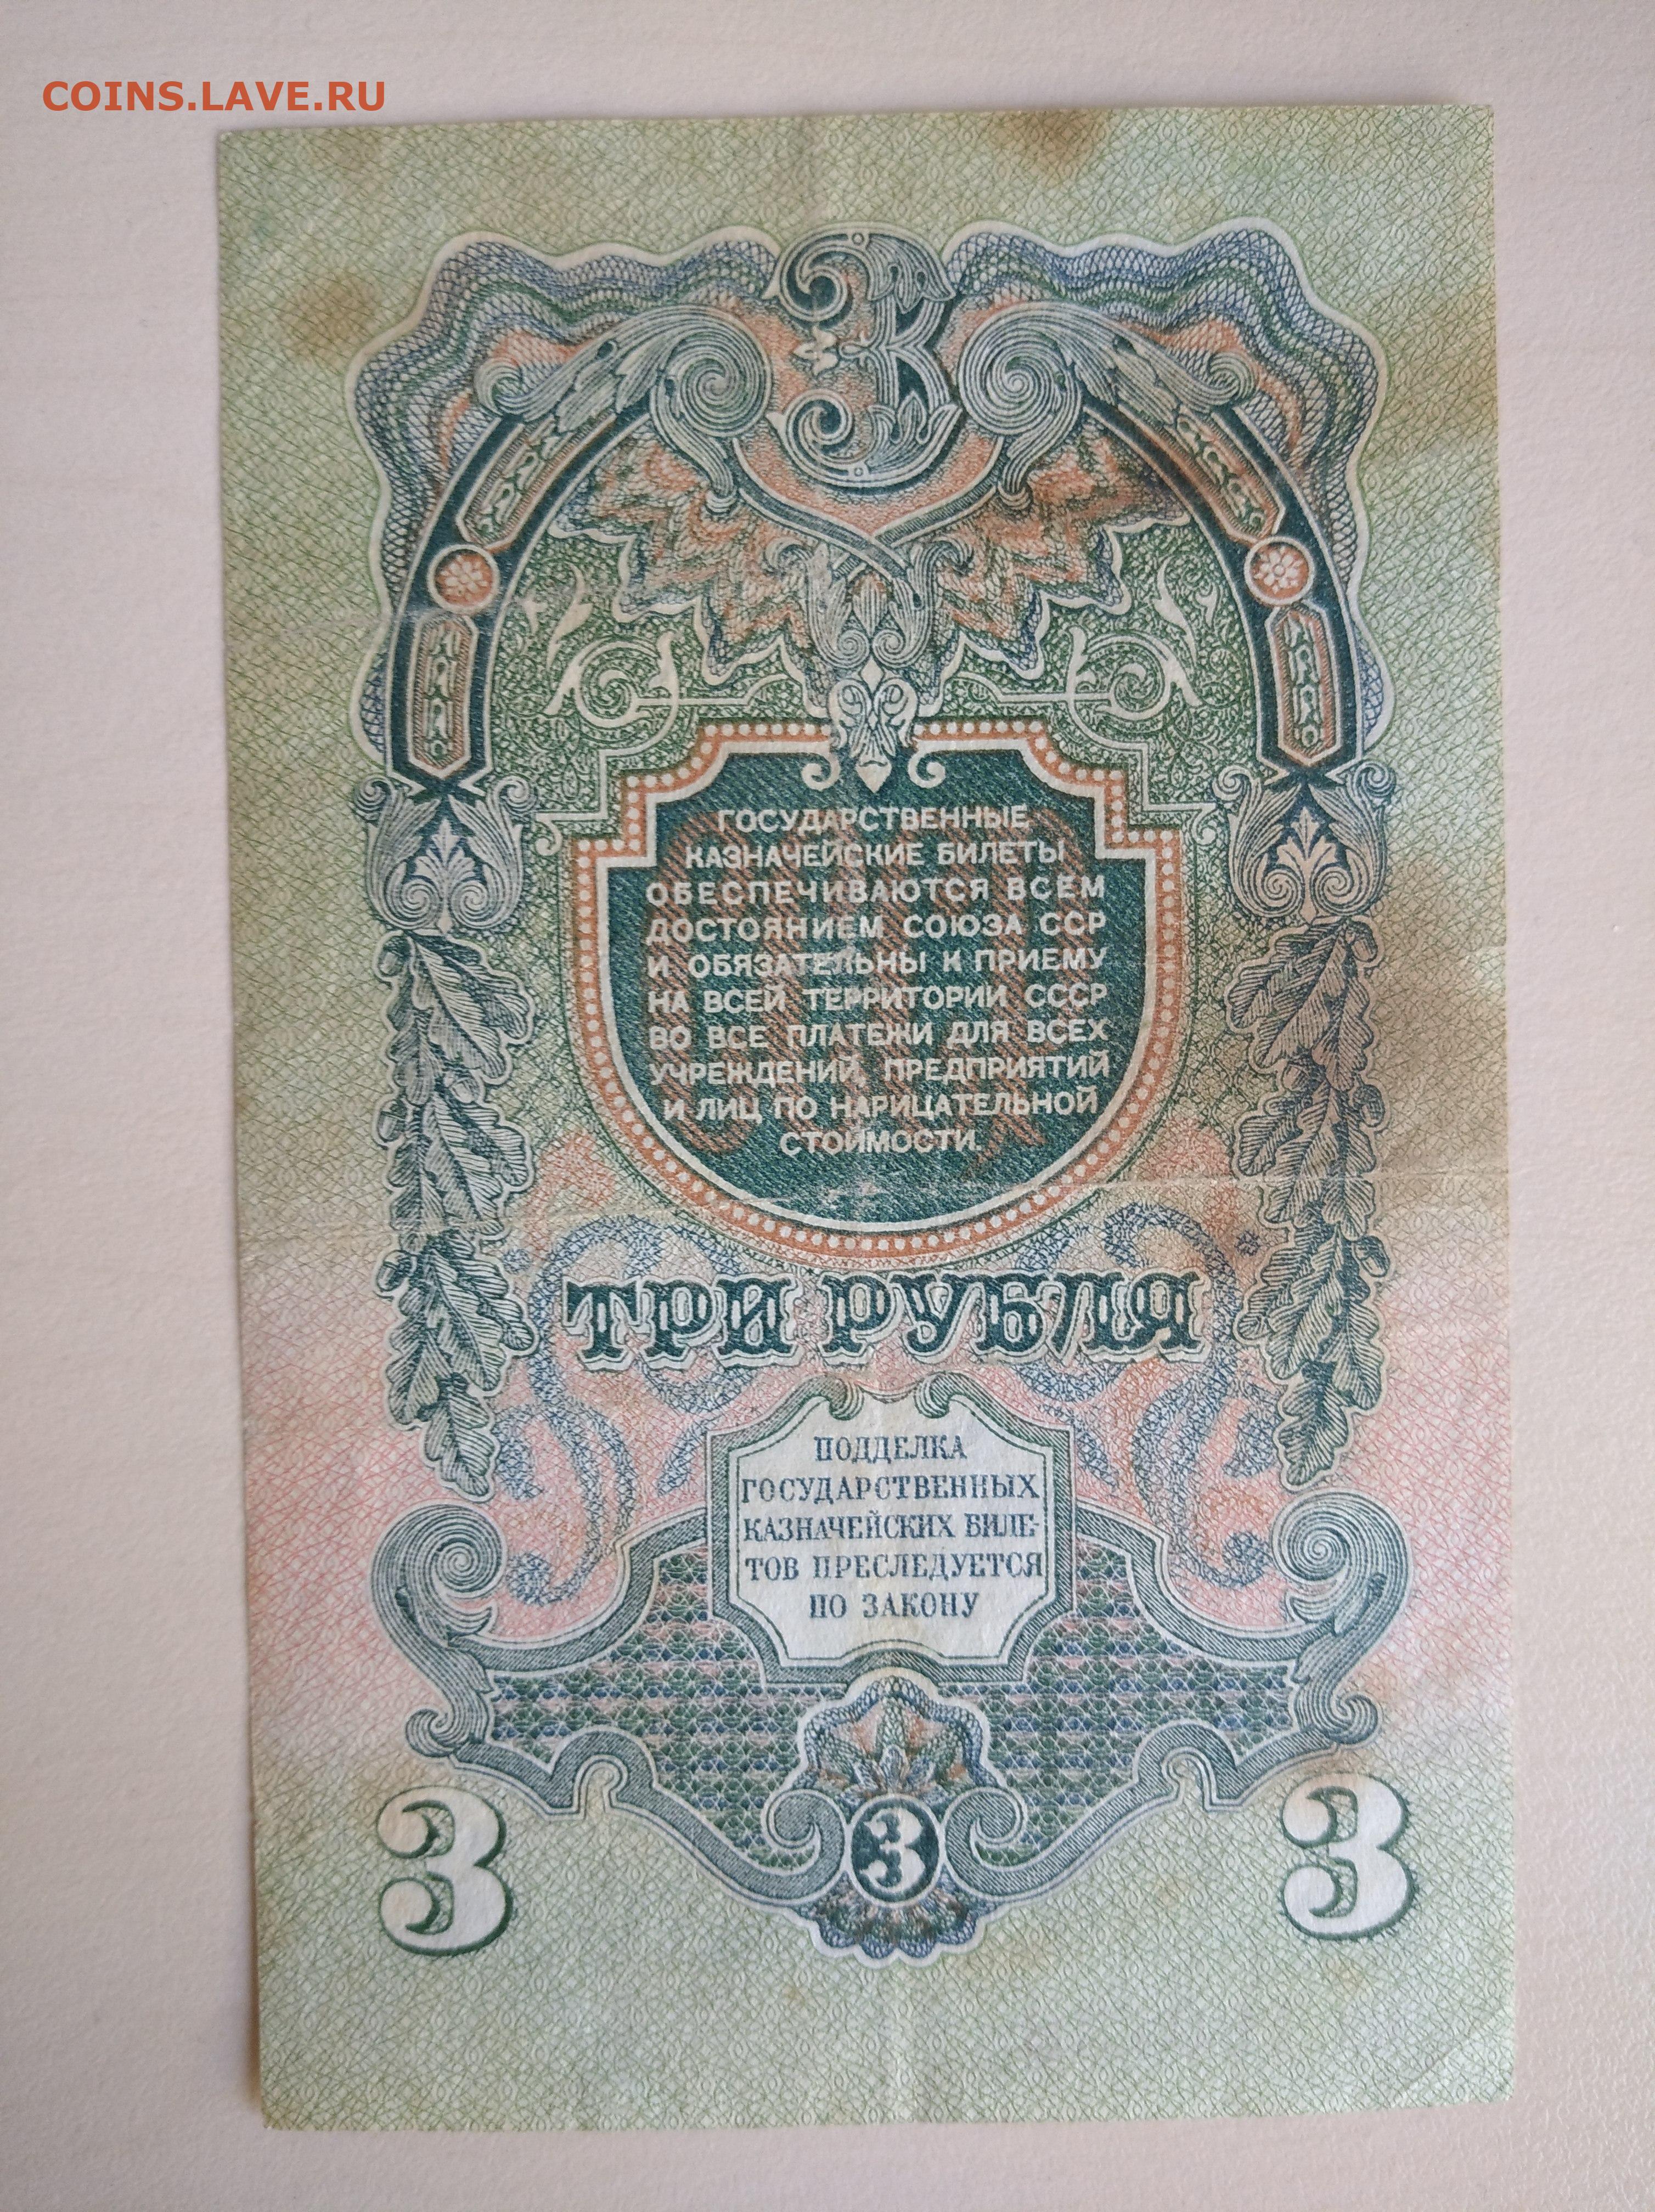 COINS.LAVE.RU
3
ГОСУДАРСТВЕННЫЕ
КАЗНАЧЕЙСКИЕ БИЛЕТЫ
ОБЕСПЕЧИВАЮТСЯ ВСЕМ
ДОСТОЯНИЕМ СОЮЗА ССР
И ОБЯЗАТЕЛЬНЫ К ПРИЕМУ
НА ВСЕЙ ТЕРРИТОРИИ СССР
ВО ВСЕ ПЛАТЕЖИ ДЛЯ ВСЕХ
УЧРЕЖДЕНИЙ, ПРЕДПРИЯТИЙ
И ЛИЦ ПО НАРИЦАТЕЛЬНОЙ
СТОИМОСТИ.
ТРИ РУБЛЯ
ПОДДЕЛКА
ГОСУДАРСТВЕННЫХ
КАЗНАЧЕЙСКИХ БИЛЕ-
ТОВ ПРЕСЛЕДУЕТСЯ
ПО ЗАКОНУ
3 3 3